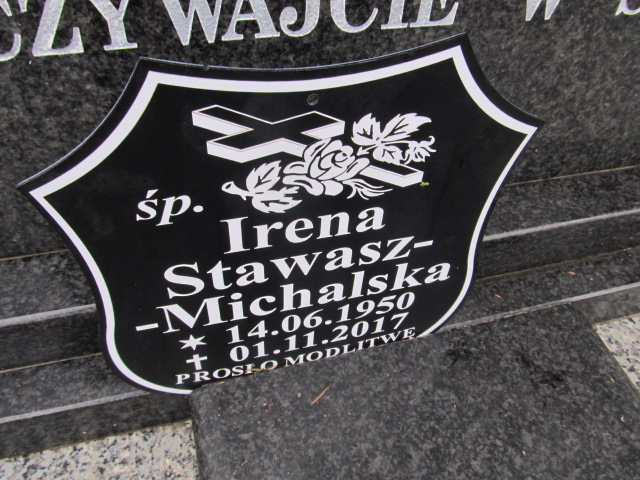 CZYWAJCIE W S
śp.
Irena
Stawasz-
-Michalska
* 14.06.1950
✝ 01.11.2017
PROSI O MODLITWĘ